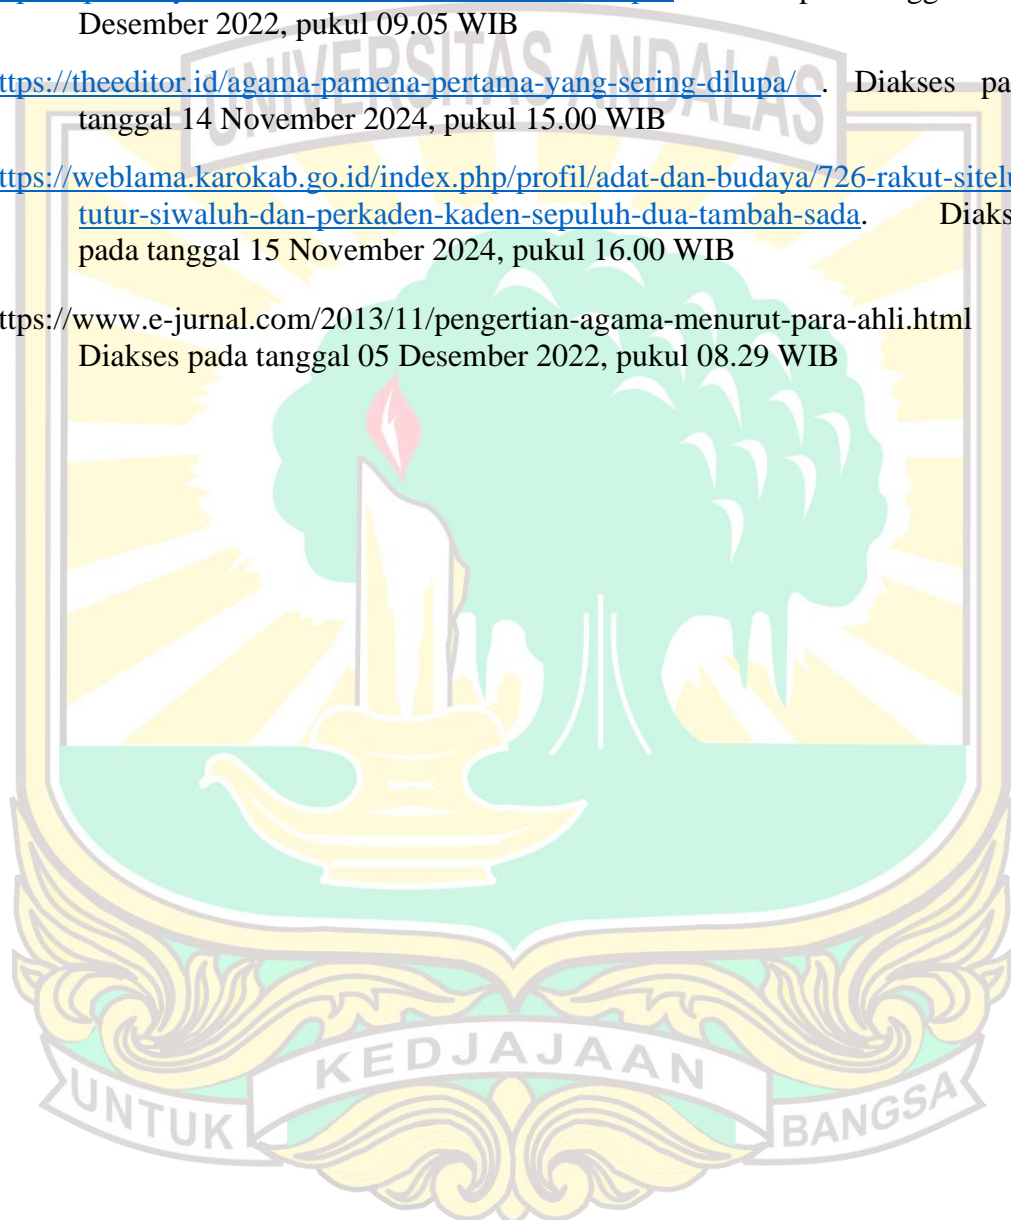 Desember 2022, pukul 09.05 WIB
ttps://theeditor.id/agama-pamena-pertama-yang-sering-dilupa/ . Diakses pa
tanggal 14 November 2024, pukul 15.00 WIB
ttps://weblama.karokab.go.id/index.php/profil/adat-dan-budaya/726-rakut-sitelu
tutur-siwaluh-dan-perkaden-kaden-sepuluh-dua-tambah-sada. Diaks
pada tanggal 15 November 2024, pukul 16.00 WIB
ttps://www.e-jurnal.com/2013/11/pengertian-agama-menurut-para-ahli.html
Diakses pada tanggal 05 Desember 2022, pukul 08.29 WIB
UNIVERSITAS ANDALAS
UNTUK KEDJAJAAN BANGSA